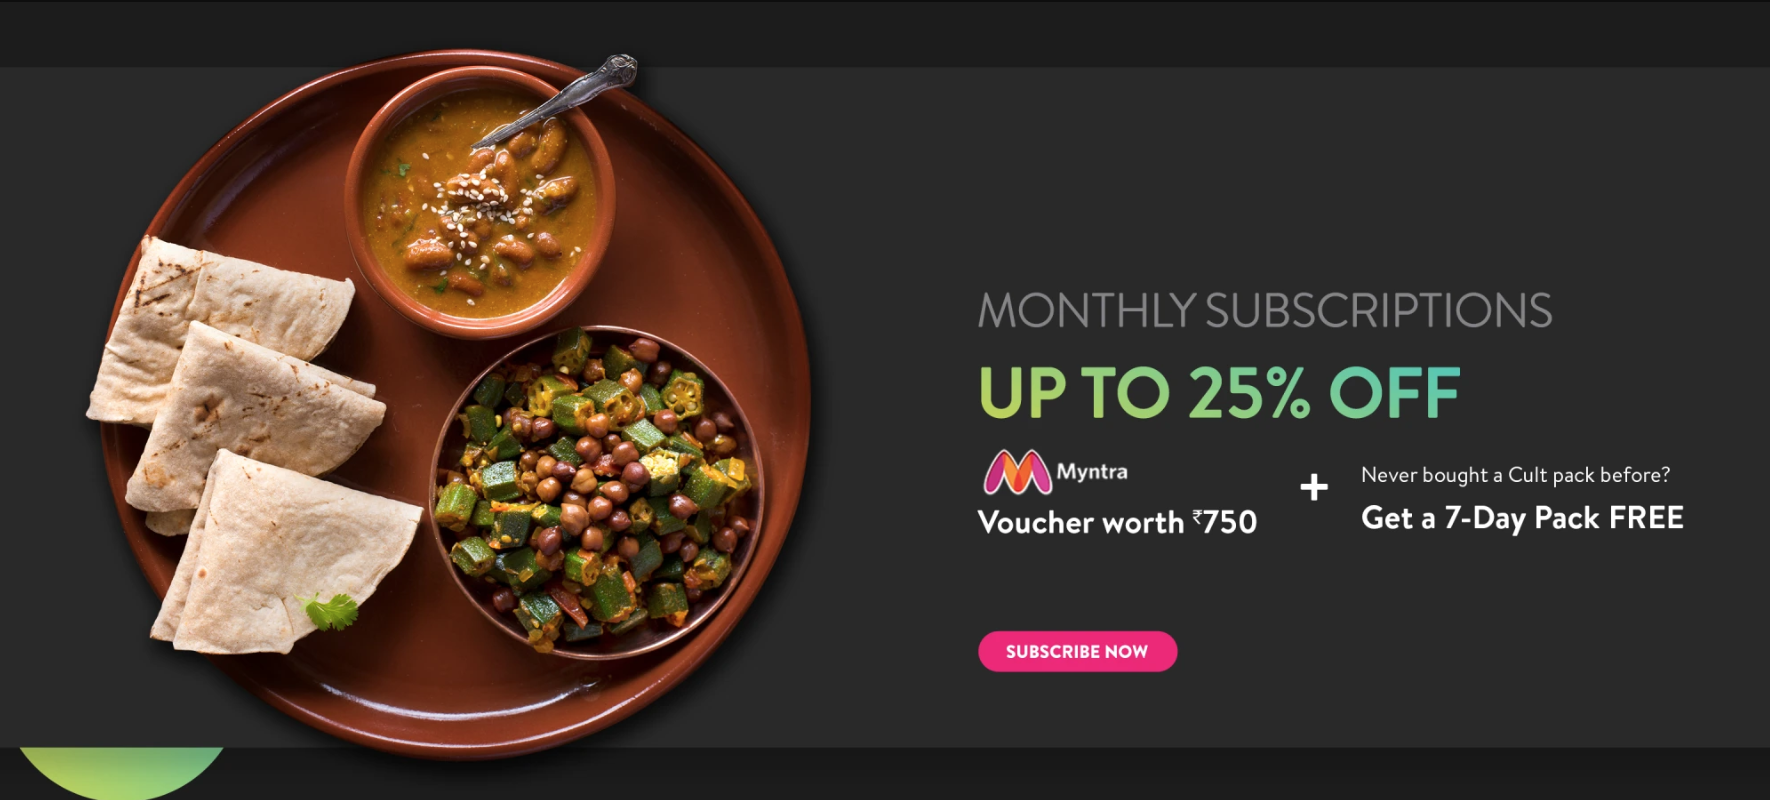 MONTHLY SUBSCRIPTIONS
UP TO 25% OFF
Myntra
Voucher worth ₹750
+
Never bought a Cult pack before?
Get a 7-Day Pack FREE
SUBSCRIBE NOW